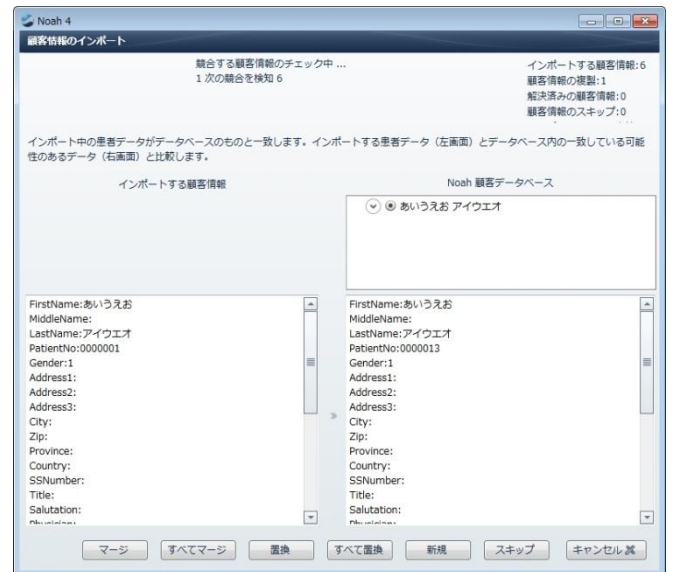 Noah 4
顧客情報のインポート
競合する顧客情報のチェック中 ...
1 次の競合を検知 6
インポートする顧客情報:6
顧客情報の複製:1
解決済みの顧客情報:0
顧客情報のスキップ:0
インポート中の患者データがデータベースのものと一致します。インポートする患者データ（左画面）とデータベース内の一致している可能
性のあるデータ（右画面）と比較します。
インポートする顧客情報
Noah 顧客データベース
あいうえお アイウエオ
FirstName:あいうえお
MiddleName:
LastName:アイウエオ
PatientNo:0000001
Gender:1
Address1:
Address2:
Address3:
City:
Zip:
Province:
Country:
SSNumber:
Title:
Salutation:
FirstName:あいうえお
MiddleName:
LastName:アイウエオ
PatientNo:0000013
Gender:1
Address1:
Address2:
Address3:
City:
Zip:
Province:
Country:
SSNumber:
Title:
Salutation:
マージ すべてマージ 置換 すべて置換 新規 スキップ キャンセル